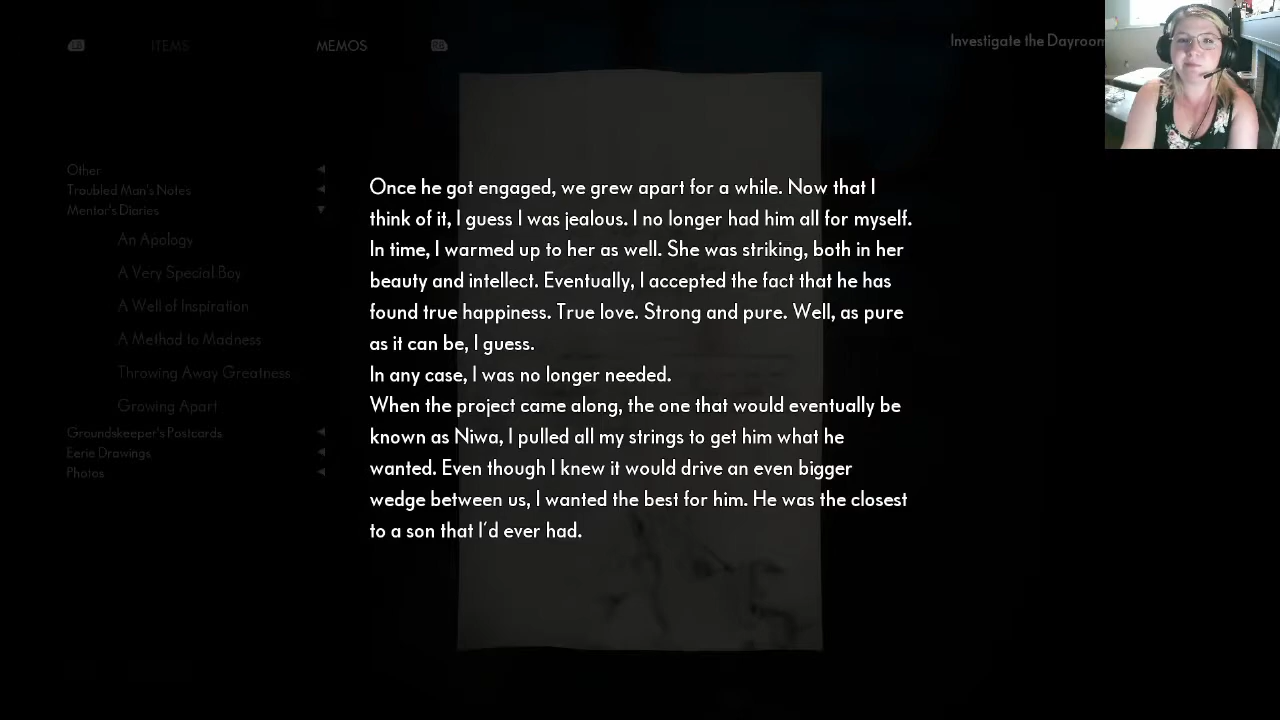 LB ITEMS MEMOS RB Investigate the Dayroom
Other
Troubled Man's Notes
Mentor's Diaries
An Apology
A Very Special Boy
A Well of Inspiration
A Method to Madness
Throwing Away Greatness
Growing Apart
Groundskeeper's Postcards
Eerie Drawings
Photos
Once he got engaged, we grew apart for a while. Now that I
think of it, I guess I was jealous. I no longer had him all for myself.
In time, I warmed up to her as well. She was striking, both in her
beauty and intellect. Eventually, I accepted the fact that he has
found true happiness. True love. Strong and pure. Well, as pure
as it can be, I guess.
In any case, I was no longer needed.
When the project came along, the one that would eventually be
known as Niwa, I pulled all my strings to get him what he
wanted. Even though I knew it would drive an even bigger
wedge between us, I wanted the best for him. He was the closest
to a son that I'd ever had.